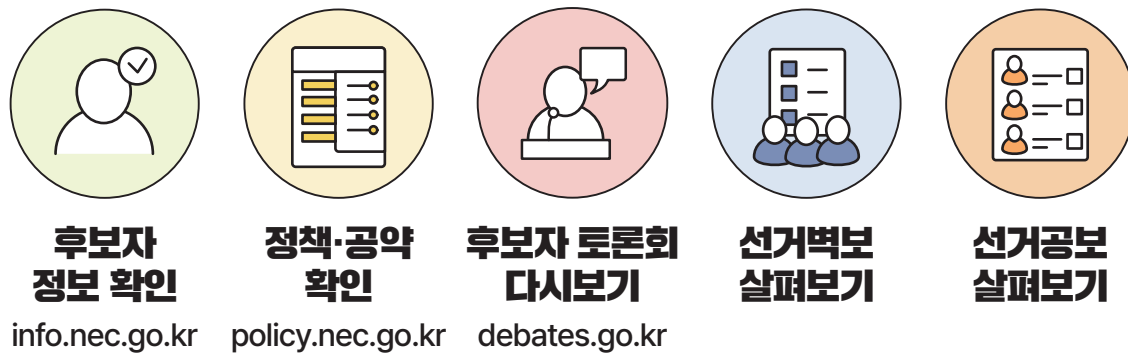 후보자
정보 확인
info.nec.go.kr
정책·공약
확인
policy.nec.go.kr
후보자 토론회
다시보기
debates.go.kr
선거벽보
살펴보기
선거공보
살펴보기